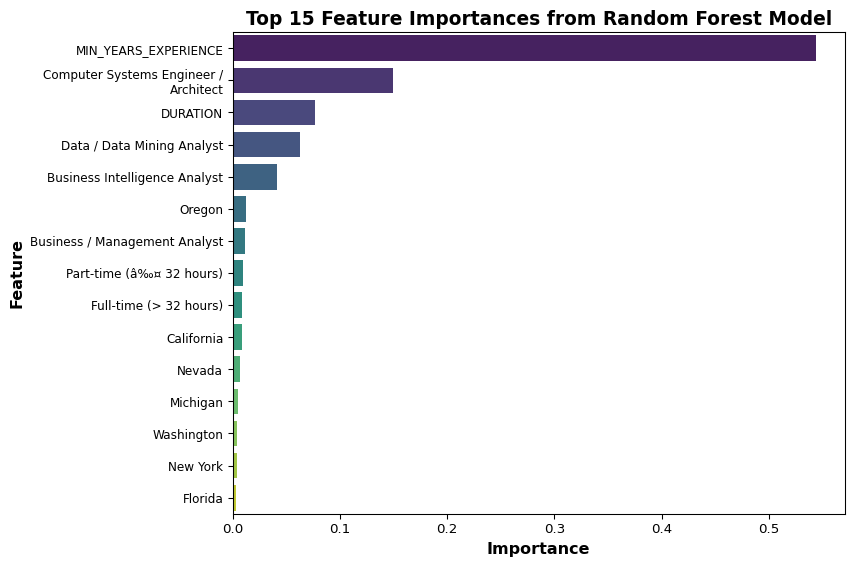 Top 15 Feature Importances from Random Forest Model
MIN_YEARS_EXPERIENCE
Computer Systems Engineer /
Architect
DURATION
Data / Data Mining Analyst
Business Intelligence Analyst
Oregon
Business / Management Analyst
Part-time (â‰¤ 32 hours)
Full-time (> 32 hours)
California
Nevada
Michigan
Washington
New York
Florida
Feature
0.0 0.1 0.2 0.3 0.4 0.5
Importance